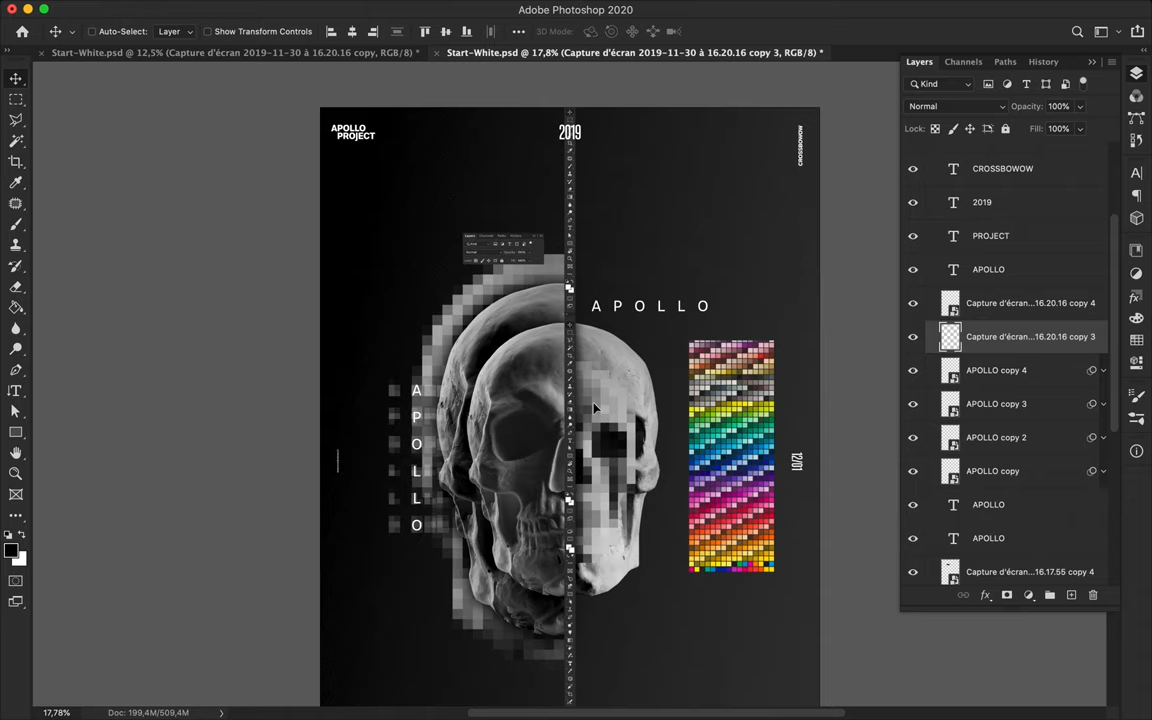 Adobe Photoshop 2020
Auto-Select:
Layer
Show Transform Controls
3D Mode:
Start-White.psd @ 12,5% (Capture d'écran 2019-11-30 à 16.20.16 copy, RGB/8) *
Start-White.psd @ 17,8% (Capture d'écran 2019-11-30 à 16.20.16 copy 3, RGB/8) *
APOLLO
PROJECT
2019
CROSSBOWOW
APOLLO
APOLLO
12/01
Layers
Channels
Paths
History
Kind
Normal
Opacity: 100%
Lock:
Fill: 100%
CROSSBOWOW
2019
PROJECT
APOLLO
Capture d'écran...16.20.16 copy 4
Capture d'écran...16.20.16 copy 3
APOLLO copy 4
APOLLO copy 3
APOLLO copy 2
APOLLO copy
APOLLO
APOLLO
Capture d'écran...16.17.55 copy 4
17,78%
Doc: 199,4M/509,4M